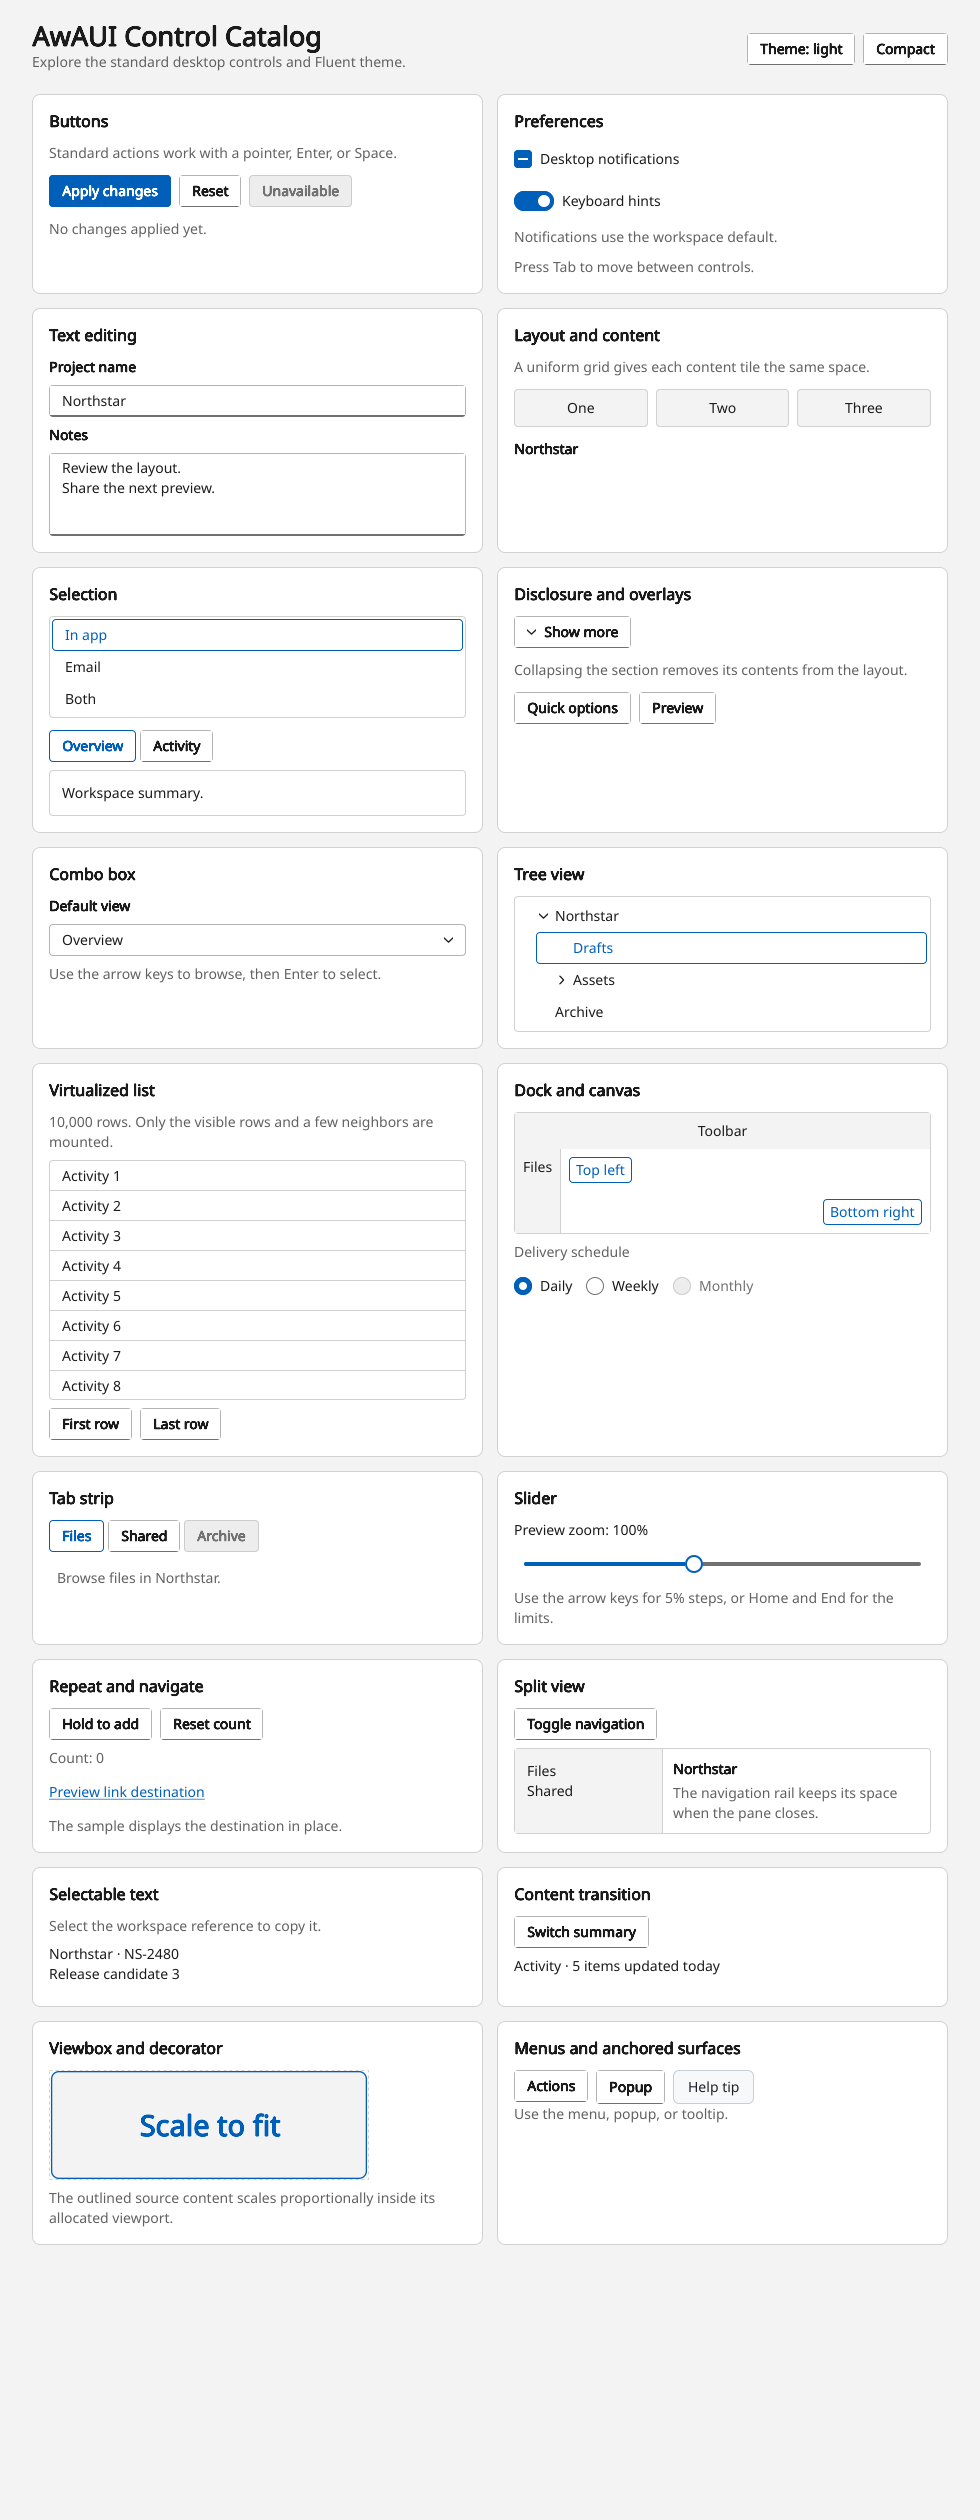 AwAUI Control Catalog
Explore the standard desktop controls and Fluent theme.
Theme: light
Compact
Buttons
Standard actions work with a pointer, Enter, or Space.
Apply changes
Reset
Unavailable
No changes applied yet.
Preferences
Desktop notifications
Keyboard hints
Notifications use the workspace default.
Press Tab to move between controls.
Text editing
Project name
Northstar
Notes
Review the layout.
Share the next preview.
Layout and content
A uniform grid gives each content tile the same space.
One
Two
Three
Northstar
Selection
In app
Email
Both
Overview
Activity
Workspace summary.
Disclosure and overlays
Show more
Collapsing the section removes its contents from the layout.
Quick options
Preview
Combo box
Default view
Overview
Use the arrow keys to browse, then Enter to select.
Tree view
Northstar
Drafts
Assets
Archive
Virtualized list
10,000 rows. Only the visible rows and a few neighbors are
mounted.
Activity 1
Activity 2
Activity 3
Activity 4
Activity 5
Activity 6
Activity 7
Activity 8
First row
Last row
Dock and canvas
Toolbar
Files
Top left
Bottom right
Delivery schedule
Daily
Weekly
Monthly
Tab strip
Files
Shared
Archive
Browse files in Northstar.
Slider
Preview zoom: 100%
Use the arrow keys for 5% steps, or Home and End for the
limits.
Repeat and navigate
Hold to add
Reset count
Count: 0
Preview link destination
The sample displays the destination in place.
Split view
Toggle navigation
Files
Shared
Northstar
The navigation rail keeps its space
when the pane closes.
Selectable text
Select the workspace reference to copy it.
Northstar · NS-2480
Release candidate 3
Content transition
Switch summary
Activity · 5 items updated today
Viewbox and decorator
Scale to fit
The outlined source content scales proportionally inside its
allocated viewport.
Menus and anchored surfaces
Actions
Popup
Help tip
Use the menu, popup, or tooltip.